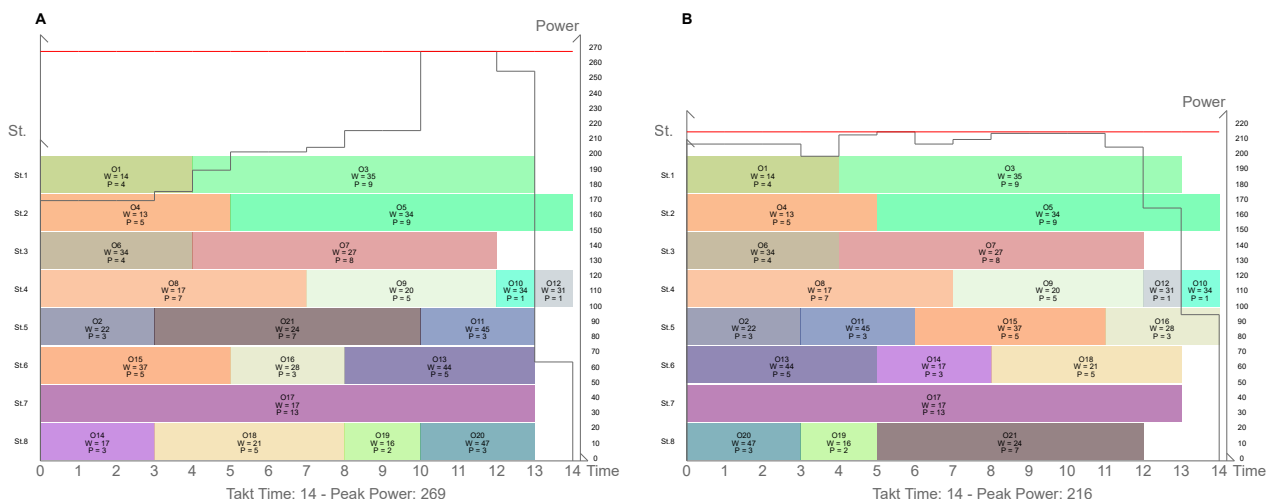 A
Power
St.
270
260
250
240
230
220
210
200
190
180
170
160
150
140
130
120
110
100
90
80
70
60
50
40
30
20
10
0
St.1
O1
W = 14
P = 4
O3
W = 35
P = 9
St.2
O4
W = 13
P = 5
O5
W = 34
P = 9
St.3
O6
W = 34
P = 4
O7
W = 27
P = 8
St.4
O8
W = 17
P = 7
O9
W = 20
P = 5
O10
W = 34
P = 1
O12
W = 31
P = 1
St.5
O2
W = 22
P = 3
O21
W = 24
P = 7
O11
W = 45
P = 3
St.6
O15
W = 37
P = 5
O16
W = 28
P = 3
O13
W = 44
P = 5
St.7
O17
W = 17
P = 13
St.8
O14
W = 17
P = 3
O18
W = 21
P = 5
O19
W = 16
P = 2
O20
W = 47
P = 3
0 1 2 3 4 5 6 7 8 9 10 11 12 13 14 Time
Takt Time: 14 - Peak Power: 269
B
Power
St.
220
210
200
190
180
170
160
150
140
130
120
110
100
90
80
70
60
50
40
30
20
10
0
St.1
O1
W = 14
P = 4
O3
W = 35
P = 9
St.2
O4
W = 13
P = 5
O5
W = 34
P = 9
St.3
O6
W = 34
P = 4
O7
W = 27
P = 8
St.4
O8
W = 17
P = 7
O9
W = 20
P = 5
O12
W = 31
P = 1
O10
W = 34
P = 1
St.5
O2
W = 22
P = 3
O11
W = 45
P = 3
O15
W = 37
P = 5
O16
W = 28
P = 3
St.6
O13
W = 44
P = 5
O14
W = 17
P = 3
O18
W = 21
P = 5
St.7
O17
W = 17
P = 13
St.8
O20
W = 47
P = 3
O19
W = 16
P = 2
O21
W = 24
P = 7
0 1 2 3 4 5 6 7 8 9 10 11 12 13 14 Time
Takt Time: 14 - Peak Power: 216